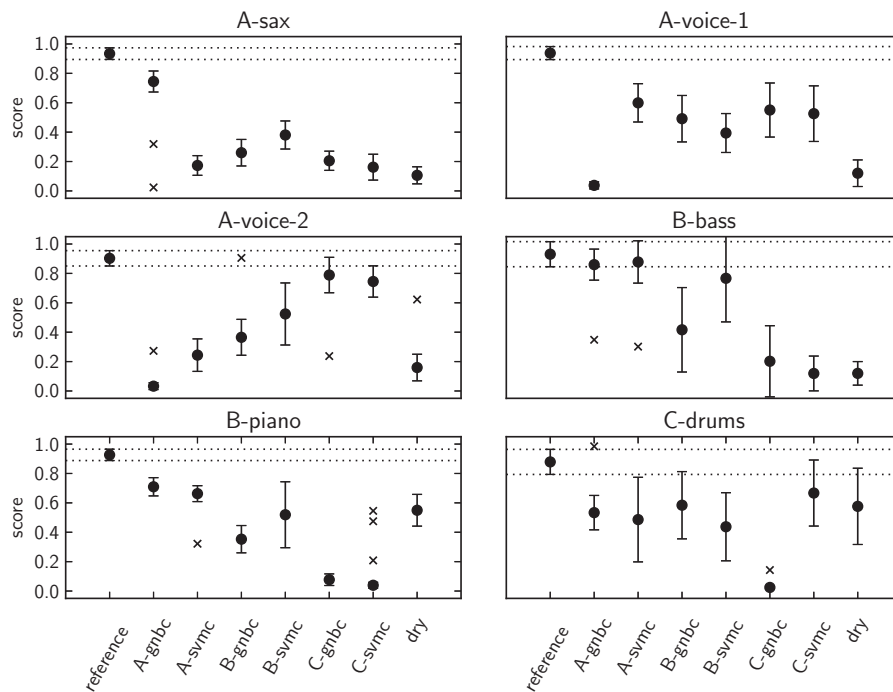 A-sax
A-voice-1
1.0
0.8
0.6
0.4
0.2
0.0
score
A-voice-2
B-bass
1.0
0.8
0.6
0.4
0.2
0.0
score
B-piano
C-drums
1.0
0.8
0.6
0.4
0.2
0.0
score
reference
A-gnbc
A-svmc
B-gnbc
B-svmc
C-gnbc
C-svmc
dry
reference
A-gnbc
A-svmc
B-gnbc
B-svmc
C-gnbc
C-svmc
dry